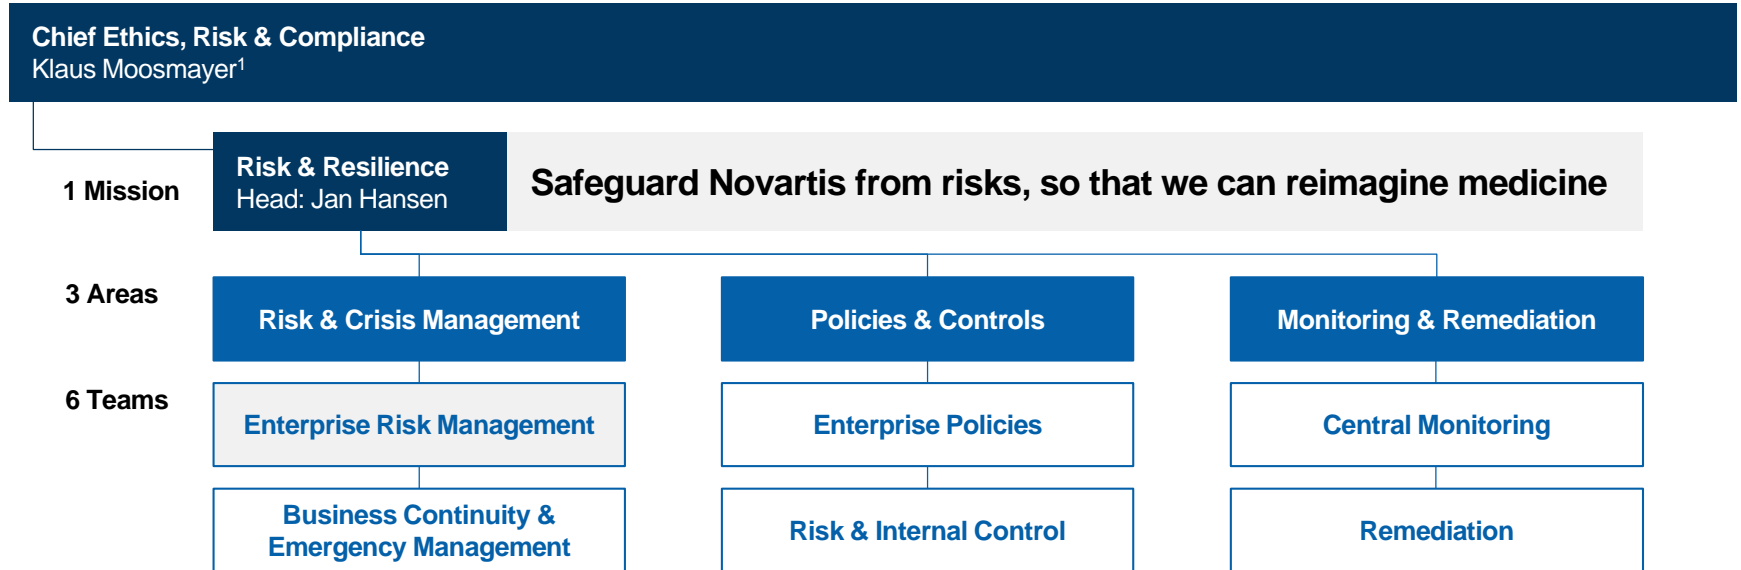 Chief Ethics, Risk & Compliance
Klaus Moosmayer¹
1 Mission
Risk & Resilience
Head: Jan Hansen
Safeguard Novartis from risks, so that we can reimagine medicine
3 Areas
Risk & Crisis Management
Policies & Controls
Monitoring & Remediation
6 Teams
Enterprise Risk Management
Enterprise Policies
Central Monitoring
Business Continuity &
Emergency Management
Risk & Internal Control
Remediation